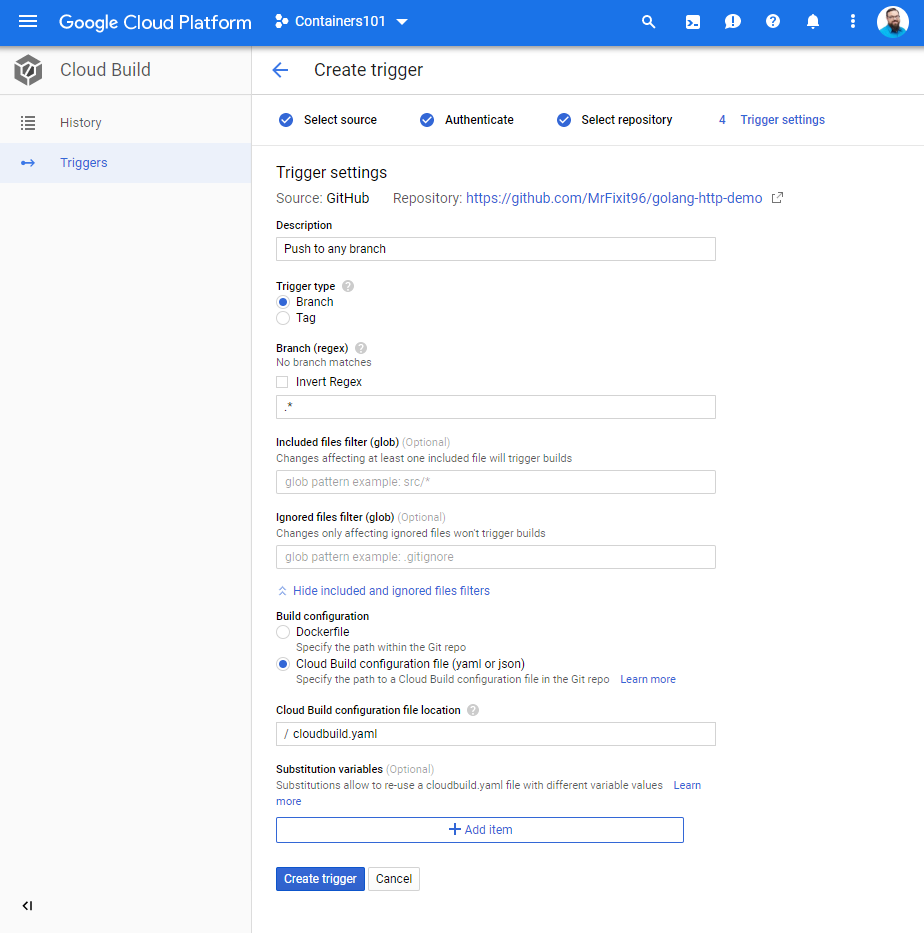 Google Cloud Platform Containers101
Cloud Build
Create trigger
History
Triggers
Select source Authenticate Select repository 4 Trigger settings
Trigger settings
Source: GitHub Repository: https://github.com/MrFixit96/golang-http-demo
Description
Push to any branch
Trigger type
Branch
Tag
Branch (regex)
No branch matches
Invert Regex
.*
Included files filter (glob) (Optional)
Changes affecting at least one included file will trigger builds
glob pattern example: src/*
Ignored files filter (glob) (Optional)
Changes only affecting ignored files won't trigger builds
glob pattern example: .gitignore
Hide included and ignored files filters
Build configuration
Dockerfile
Specify the path within the Git repo
Cloud Build configuration file (yaml or json)
Specify the path to a Cloud Build configuration file in the Git repo Learn more
Cloud Build configuration file location
/ cloudbuild.yaml
Substitution variables (Optional)
Substitutions allow to re-use a cloudbuild.yaml file with different variable values Learn
more
Add item
Create trigger Cancel